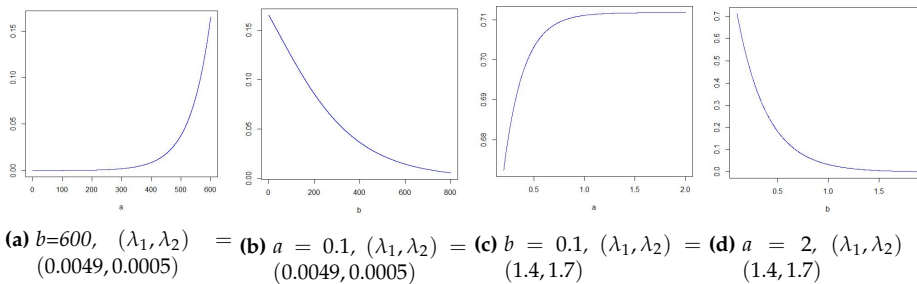 0.15
0.10
0.05
0.00
0 100 200 300 400 500 600
a
0.15
0.10
0.05
0.00
0 200 400 600 800
b
0.71
0.70
0.69
0.68
0.5 1.0 1.5 2.0
a
0.7
0.6
0.5
0.4
0.3
0.2
0.1
0.0
0.5 1.0 1.5
b
(a) b=600, (λ₁, λ₂) =
(0.0049, 0.0005)
(b) a = 0.1, (λ₁, λ₂) =
(0.0049, 0.0005)
(c) b = 0.1, (λ₁, λ₂) =
(1.4, 1.7)
(d) a = 2, (λ₁, λ₂)
(1.4, 1.7)